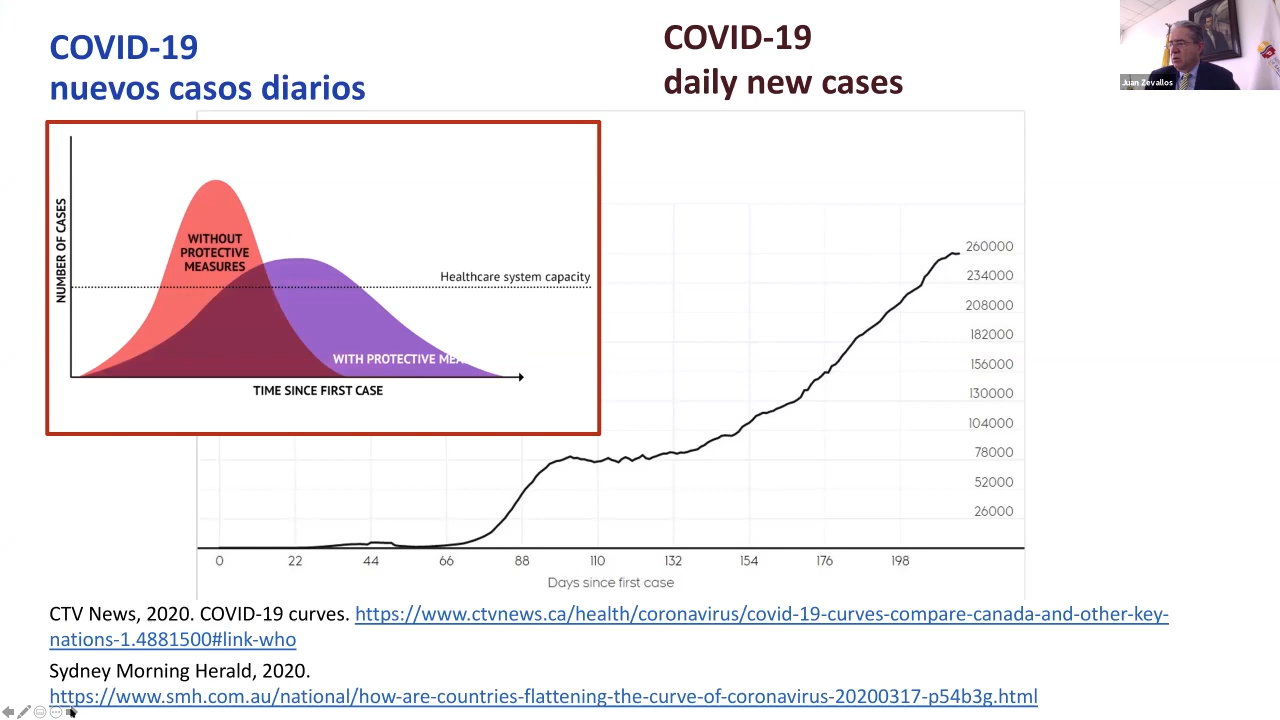 COVID-19
nuevos casos diarios
COVID-19
daily new cases
Juan Zevallos
NUMBER OF CASES
WITHOUT
PROTECTIVE
MEASURES
Healthcare system capacity
WITH PROTECTIVE MEA
TIME SINCE FIRST CASE
260000
234000
208000
182000
156000
130000
104000
78000
52000
26000
0 22 44 66 88 110 132 154 176 198
Days since first case
CTV News, 2020. COVID-19 curves. https://www.ctvnews.ca/health/coronavirus/covid-19-curves-compare-canada-and-other-key-
nations-1.4881500#link-who
Sydney Morning Herald, 2020.
https://www.smh.com.au/national/how-are-countries-flattening-the-curve-of-coronavirus-20200317-p54b3g.html